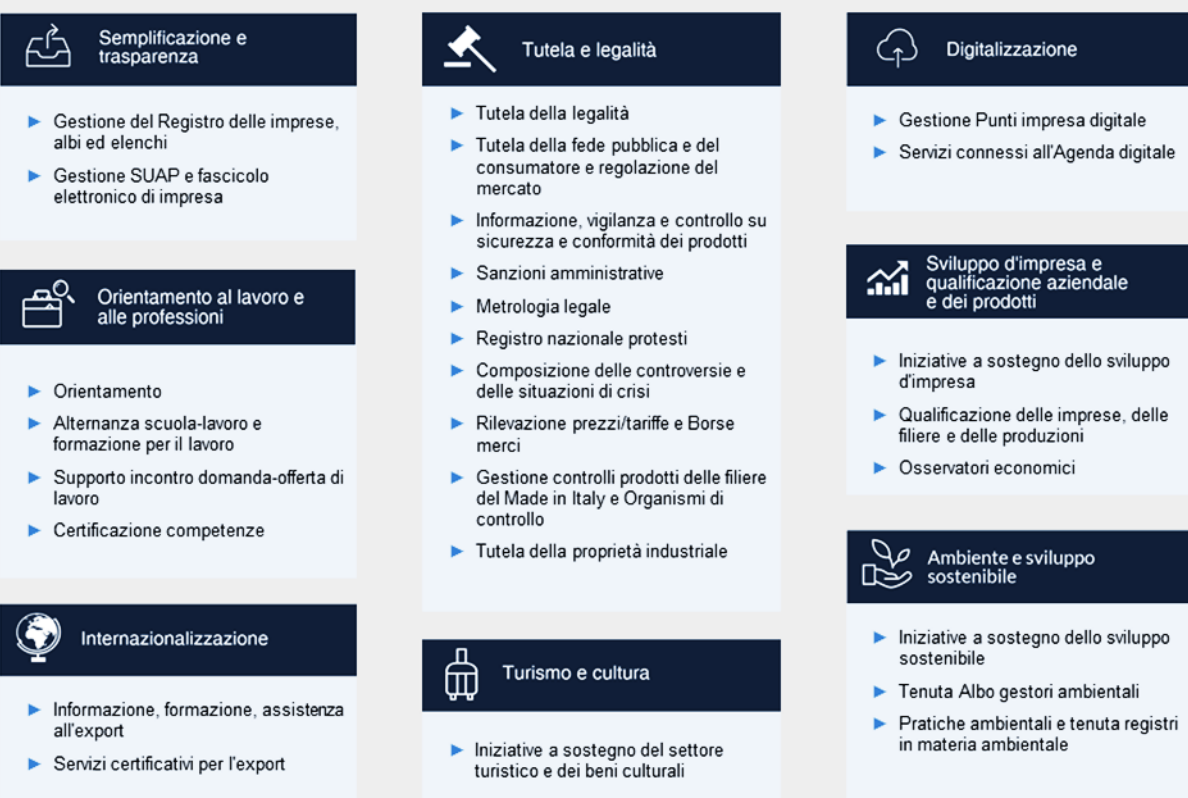 Semplificazione e
trasparenza
Gestione del Registro delle imprese,
albi ed elenchi
Gestione SUAP e fascicolo
elettronico di impresa
Orientamento al lavoro e
alle professioni
Orientamento
Alternanza scuola-lavoro e
formazione per il lavoro
Supporto incontro domanda-offerta di
lavoro
Certificazione competenze
Internazionalizzazione
Informazione, formazione, assistenza
all'export
Servizi certificativi per l'export
Tutela e legalità
Tutela della legalità
Tutela della fede pubblica e del
consumatore e regolazione del
mercato
Informazione, vigilanza e controllo su
sicurezza e conformità dei prodotti
Sanzioni amministrative
Metrologia legale
Registro nazionale protesti
Composizione delle controversie e
delle situazioni di crisi
Rilevazione prezzi/tariffe e Borse
merci
Gestione controlli prodotti delle filiere
del Made in Italy e Organismi di
controllo
Tutela della proprietà industriale
Turismo e cultura
Iniziative a sostegno del settore
turistico e dei beni culturali
Digitalizzazione
Gestione Punti impresa digitale
Servizi connessi all'Agenda digitale
Sviluppo d'impresa e
qualificazione aziendale
e dei prodotti
Iniziative a sostegno dello sviluppo
d'impresa
Qualificazione delle imprese, delle
filiere e delle produzioni
Osservatori economici
Ambiente e sviluppo
sostenibile
Iniziative a sostegno dello sviluppo
sostenibile
Tenuta Albo gestori ambientali
Pratiche ambientali e tenuta registri
in materia ambientale